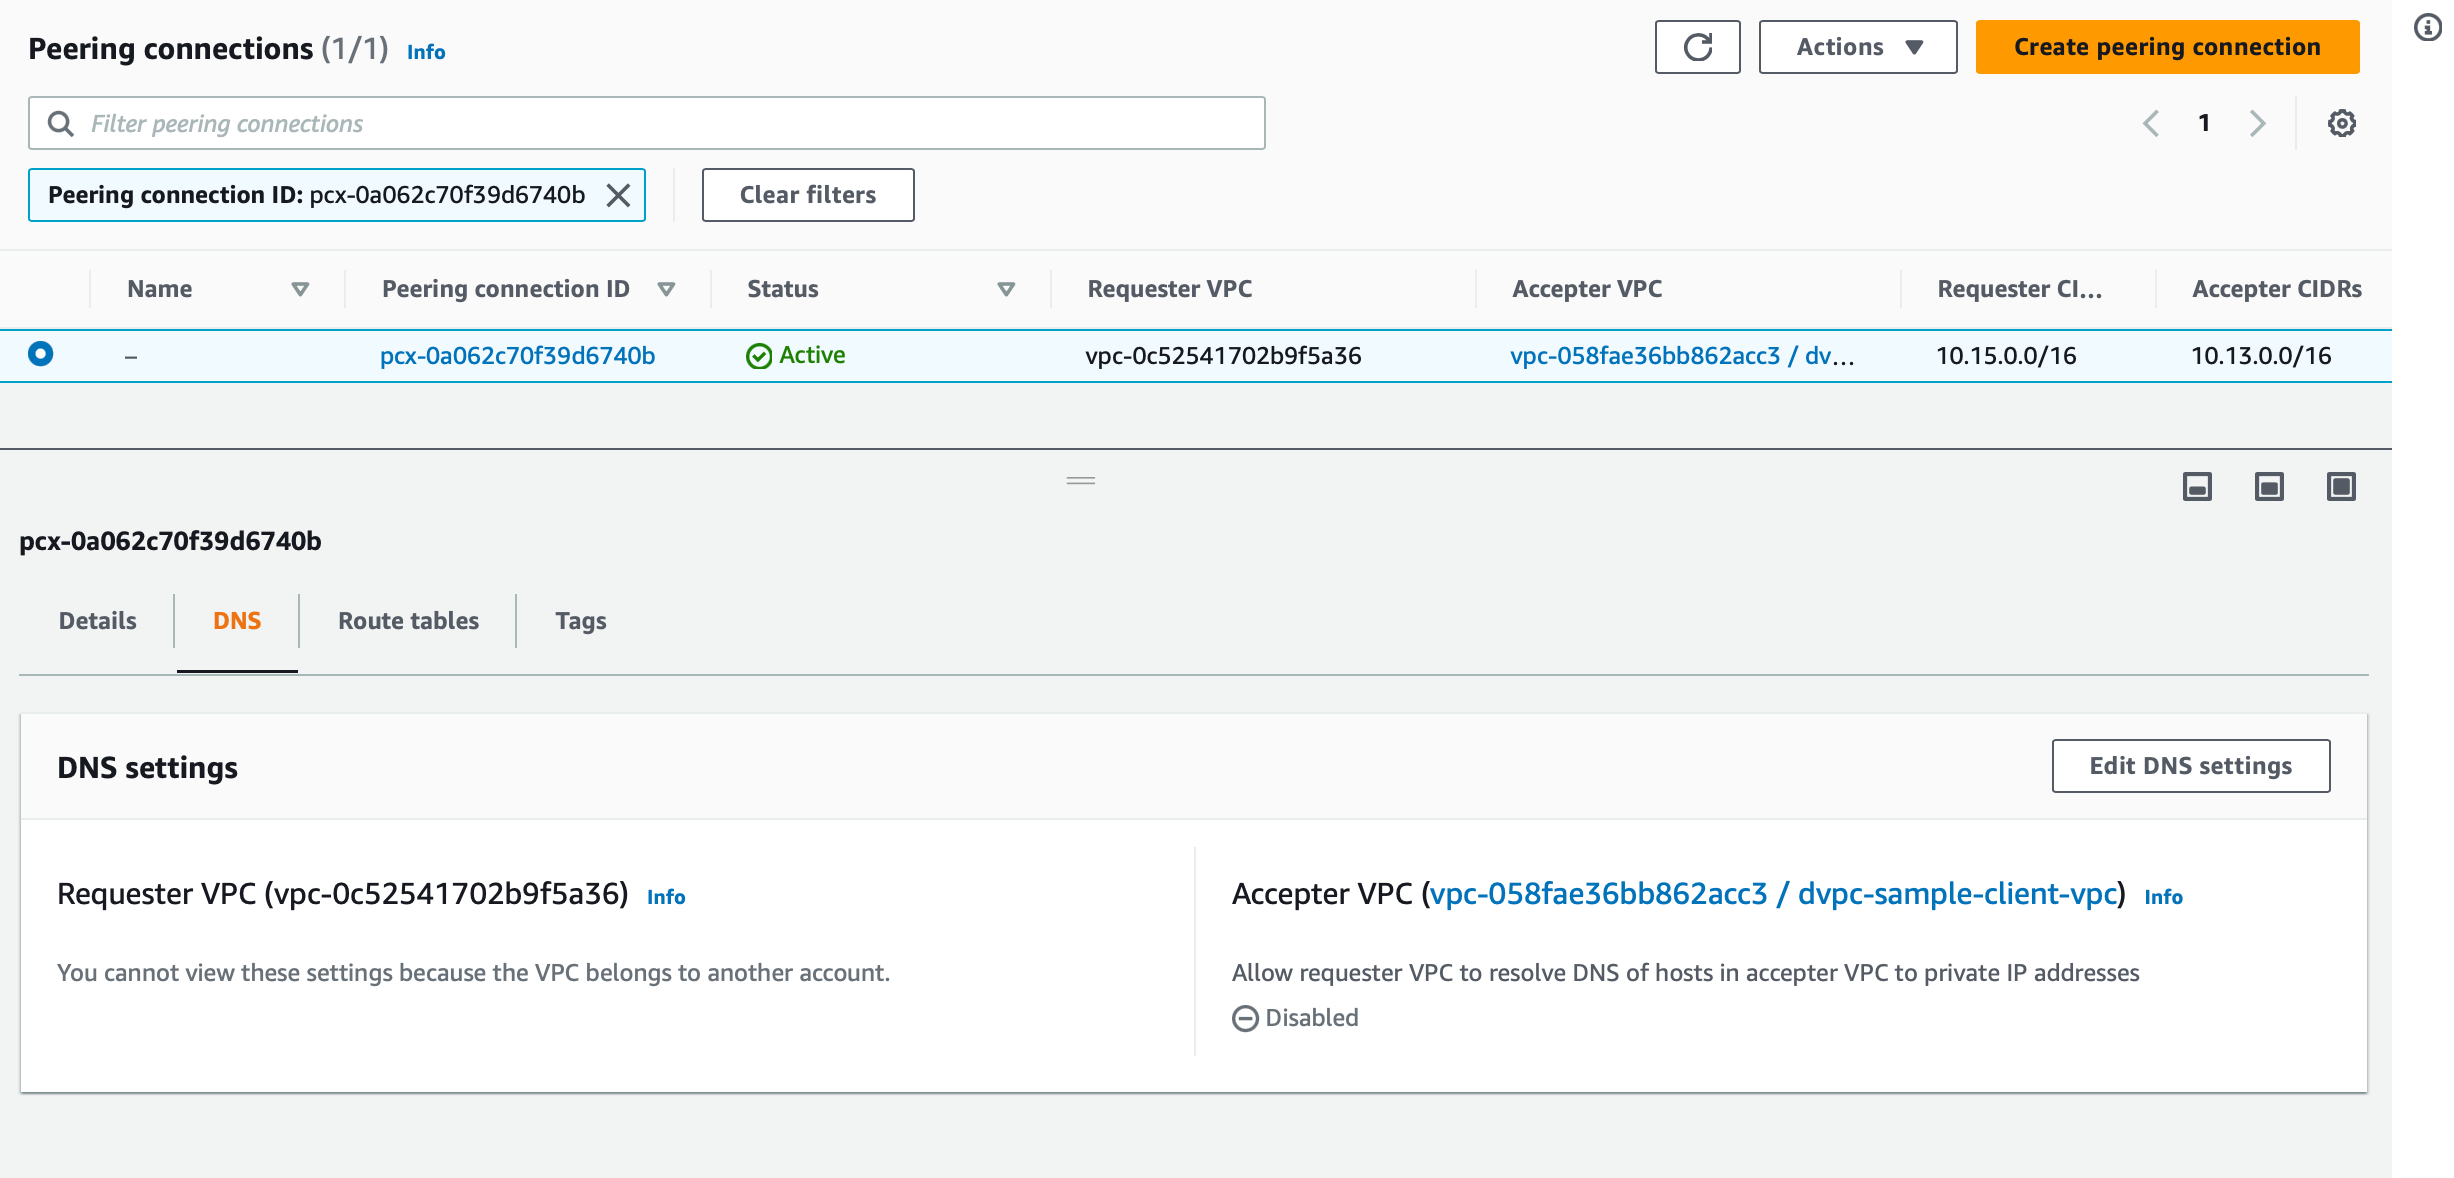 Peering connections (1/1) Info
Actions
Create peering connection
Filter peering connections
1
Peering connection ID: pcx-0a062c70f39d6740b
Clear filters
Name Peering connection ID Status Requester VPC Accepter VPC Requester CI... Accepter CIDRs
– pcx-0a062c70f39d6740b Active vpc-0c52541702b9f5a36 vpc-058fae36bb862acc3 / dv... 10.15.0.0/16 10.13.0.0/16
pcx-0a062c70f39d6740b
Details DNS Route tables Tags
DNS settings
Edit DNS settings
Requester VPC (vpc-0c52541702b9f5a36) Info
You cannot view these settings because the VPC belongs to another account.
Accepter VPC (vpc-058fae36bb862acc3 / dvpc-sample-client-vpc) Info
Allow requester VPC to resolve DNS of hosts in accepter VPC to private IP addresses
Disabled